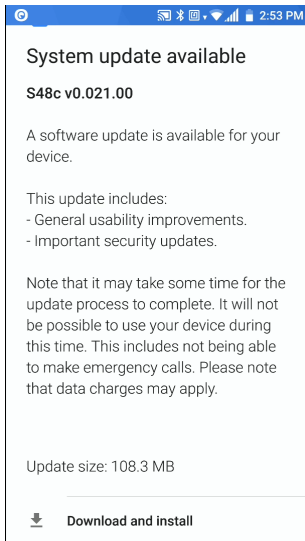 2:53 PM
System update available
S48c v0.021.00
A software update is available for your
device.
This update includes:
- General usability improvements.
- Important security updates.
Note that it may take some time for the
update process to complete. It will not
be possible to use your device during
this time. This includes not being able
to make emergency calls. Please note
that data charges may apply.
Update size: 108.3 MB
Download and install